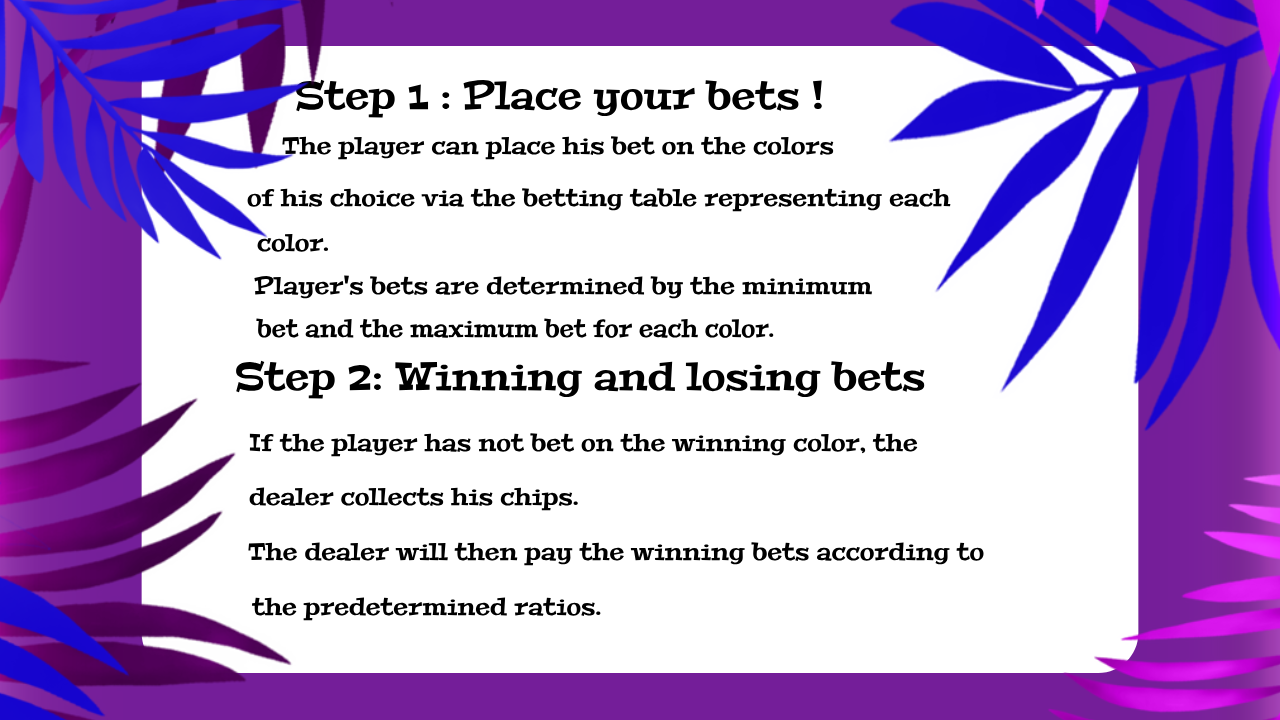 Step 1 : Place your bets !
The player can place his bet on the colors
of his choice via the betting table representing each
color.
Player's bets are determined by the minimum
bet and the maximum bet for each color.
Step 2: Winning and losing bets
If the player has not bet on the winning color, the
dealer collects his chips.
The dealer will then pay the winning bets according to
the predetermined ratios.